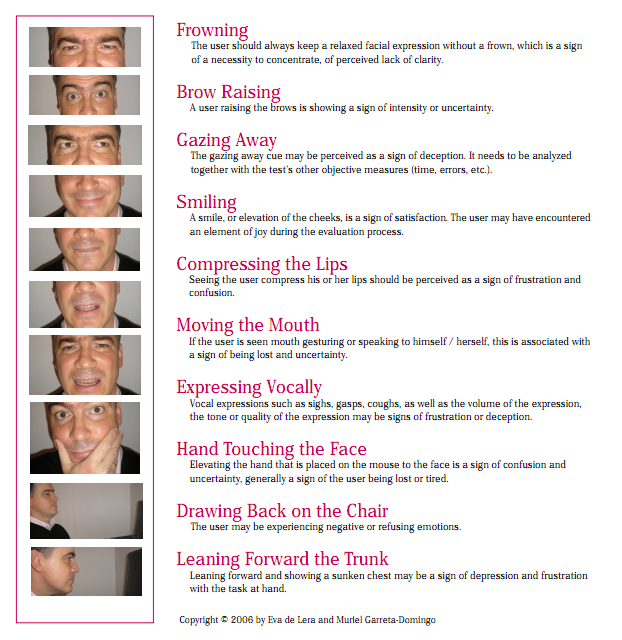 Frowning
The user should always keep a relaxed facial expression without a frown, which is a sign
of a necessity to concentrate, of perceived lack of clarity.
Brow Raising
A user raising the brows is showing a sign of intensity or uncertainty.
Gazing Away
The gazing away cue may be perceived as a sign of deception. It needs to be analyzed
together with the test's other objective measures (time, errors, etc.).
Smiling
A smile, or elevation of the cheeks, is a sign of satisfaction. The user may have encountered
an element of joy during the evaluation process.
Compressing the Lips
Seeing the user compress his or her lips should be perceived as a sign of frustration and
confusion.
Moving the Mouth
If the user is seen mouth gesturing or speaking to himself / herself, this is associated with
a sign of being lost and uncertainty.
Expressing Vocally
Vocal expressions such as sighs, gasps, coughs, as well as the volume of the expression,
the tone or quality of the expression may be signs of frustration or deception.
Hand Touching the Face
Elevating the hand that is placed on the mouse to the face is a sign of confusion and
uncertainty, generally a sign of the user being lost or tired.
Drawing Back on the Chair
The user may be experiencing negative or refusing emotions.
Leaning Forward the Trunk
Leaning forward and showing a sunken chest may be a sign of depression and frustration
with the task at hand.
Copyright © 2006 by Eva de Lera and Muriel Garreta-Domingo